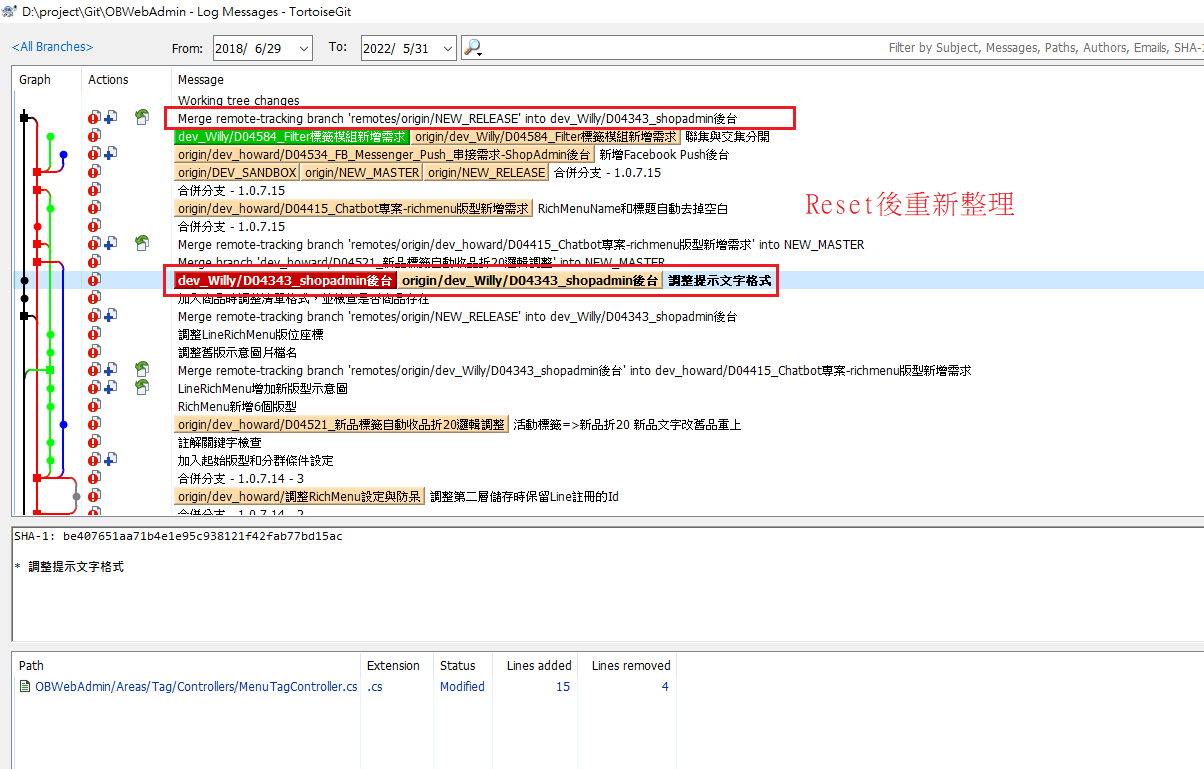 D:\project\Git\OBWebAdmin - Log Messages - TortoiseGit
<All Branches> From: 2018/ 6/29 To: 2022/ 5/31 Filter by Subject, Messages, Paths, Authors, Emails, SHA-
Graph Actions Message
Working tree changes
Merge remote-tracking branch 'remotes/origin/NEW_RELEASE' into dev_Willy/D04343_shopadmin後台
dev_Willy/D04584_Filter標籤模組新增需求 origin/dev_Willy/D04584_Filter標籤模組新增需求 聯集與交集分開
origin/dev_howard/D04534_FB_Messenger_Push_串接需求-ShopAdmin後台 新增Facebook Push後台
origin/DEV_SANDBOX origin/NEW_MASTER origin/NEW_RELEASE 合併分支 - 1.0.7.15
合併分支 - 1.0.7.15
origin/dev_howard/D04415_Chatbot專案-richmenu版型新增需求 RichMenuName和標題自動去掉空白
Reset後重新整理
合併分支 - 1.0.7.15
Merge remote-tracking branch 'remotes/origin/dev_howard/D04415_Chatbot專案-richmenu版型新增需求' into NEW_MASTER
Merge branch 'dev_howard/D04521_新品標籤自動收品折20邏輯調整' into NEW_MASTER
dev_Willy/D04343_shopadmin後台 origin/dev_Willy/D04343_shopadmin後台 調整提示文字格式
加入商品時調整清單格式，並檢查是否商品存在
Merge remote-tracking branch 'remotes/origin/NEW_RELEASE' into dev_Willy/D04343_shopadmin後台
調整LineRichMenu版位座標
調整舊版示意圖片檔名
Merge remote-tracking branch 'remotes/origin/dev_Willy/D04343_shopadmin後台' into dev_howard/D04415_Chatbot專案-richmenu版型新增需求
LineRichMenu增加新版型示意圖
RichMenu新增6個版型
origin/dev_howard/D04521_新品標籤自動收品折20邏輯調整 活動標籤=>新品折20 新品文字改舊品重上
註解關鍵字檢查
加入起始版型和分群條件設定
合併分支 - 1.0.7.14 - 3
origin/dev_howard/調整RichMenu設定與防呆 調整第二層儲存時保留Line註冊的Id
合併分支 - 1.0.7.14 - 2
SHA-1: be407651aa71b4e1e95c938121f42fab77bd15ac
* 調整提示文字格式
Path Extension Status Lines added Lines removed
OBWebAdmin/Areas/Tag/Controllers/MenuTagController.cs .cs Modified 15 4